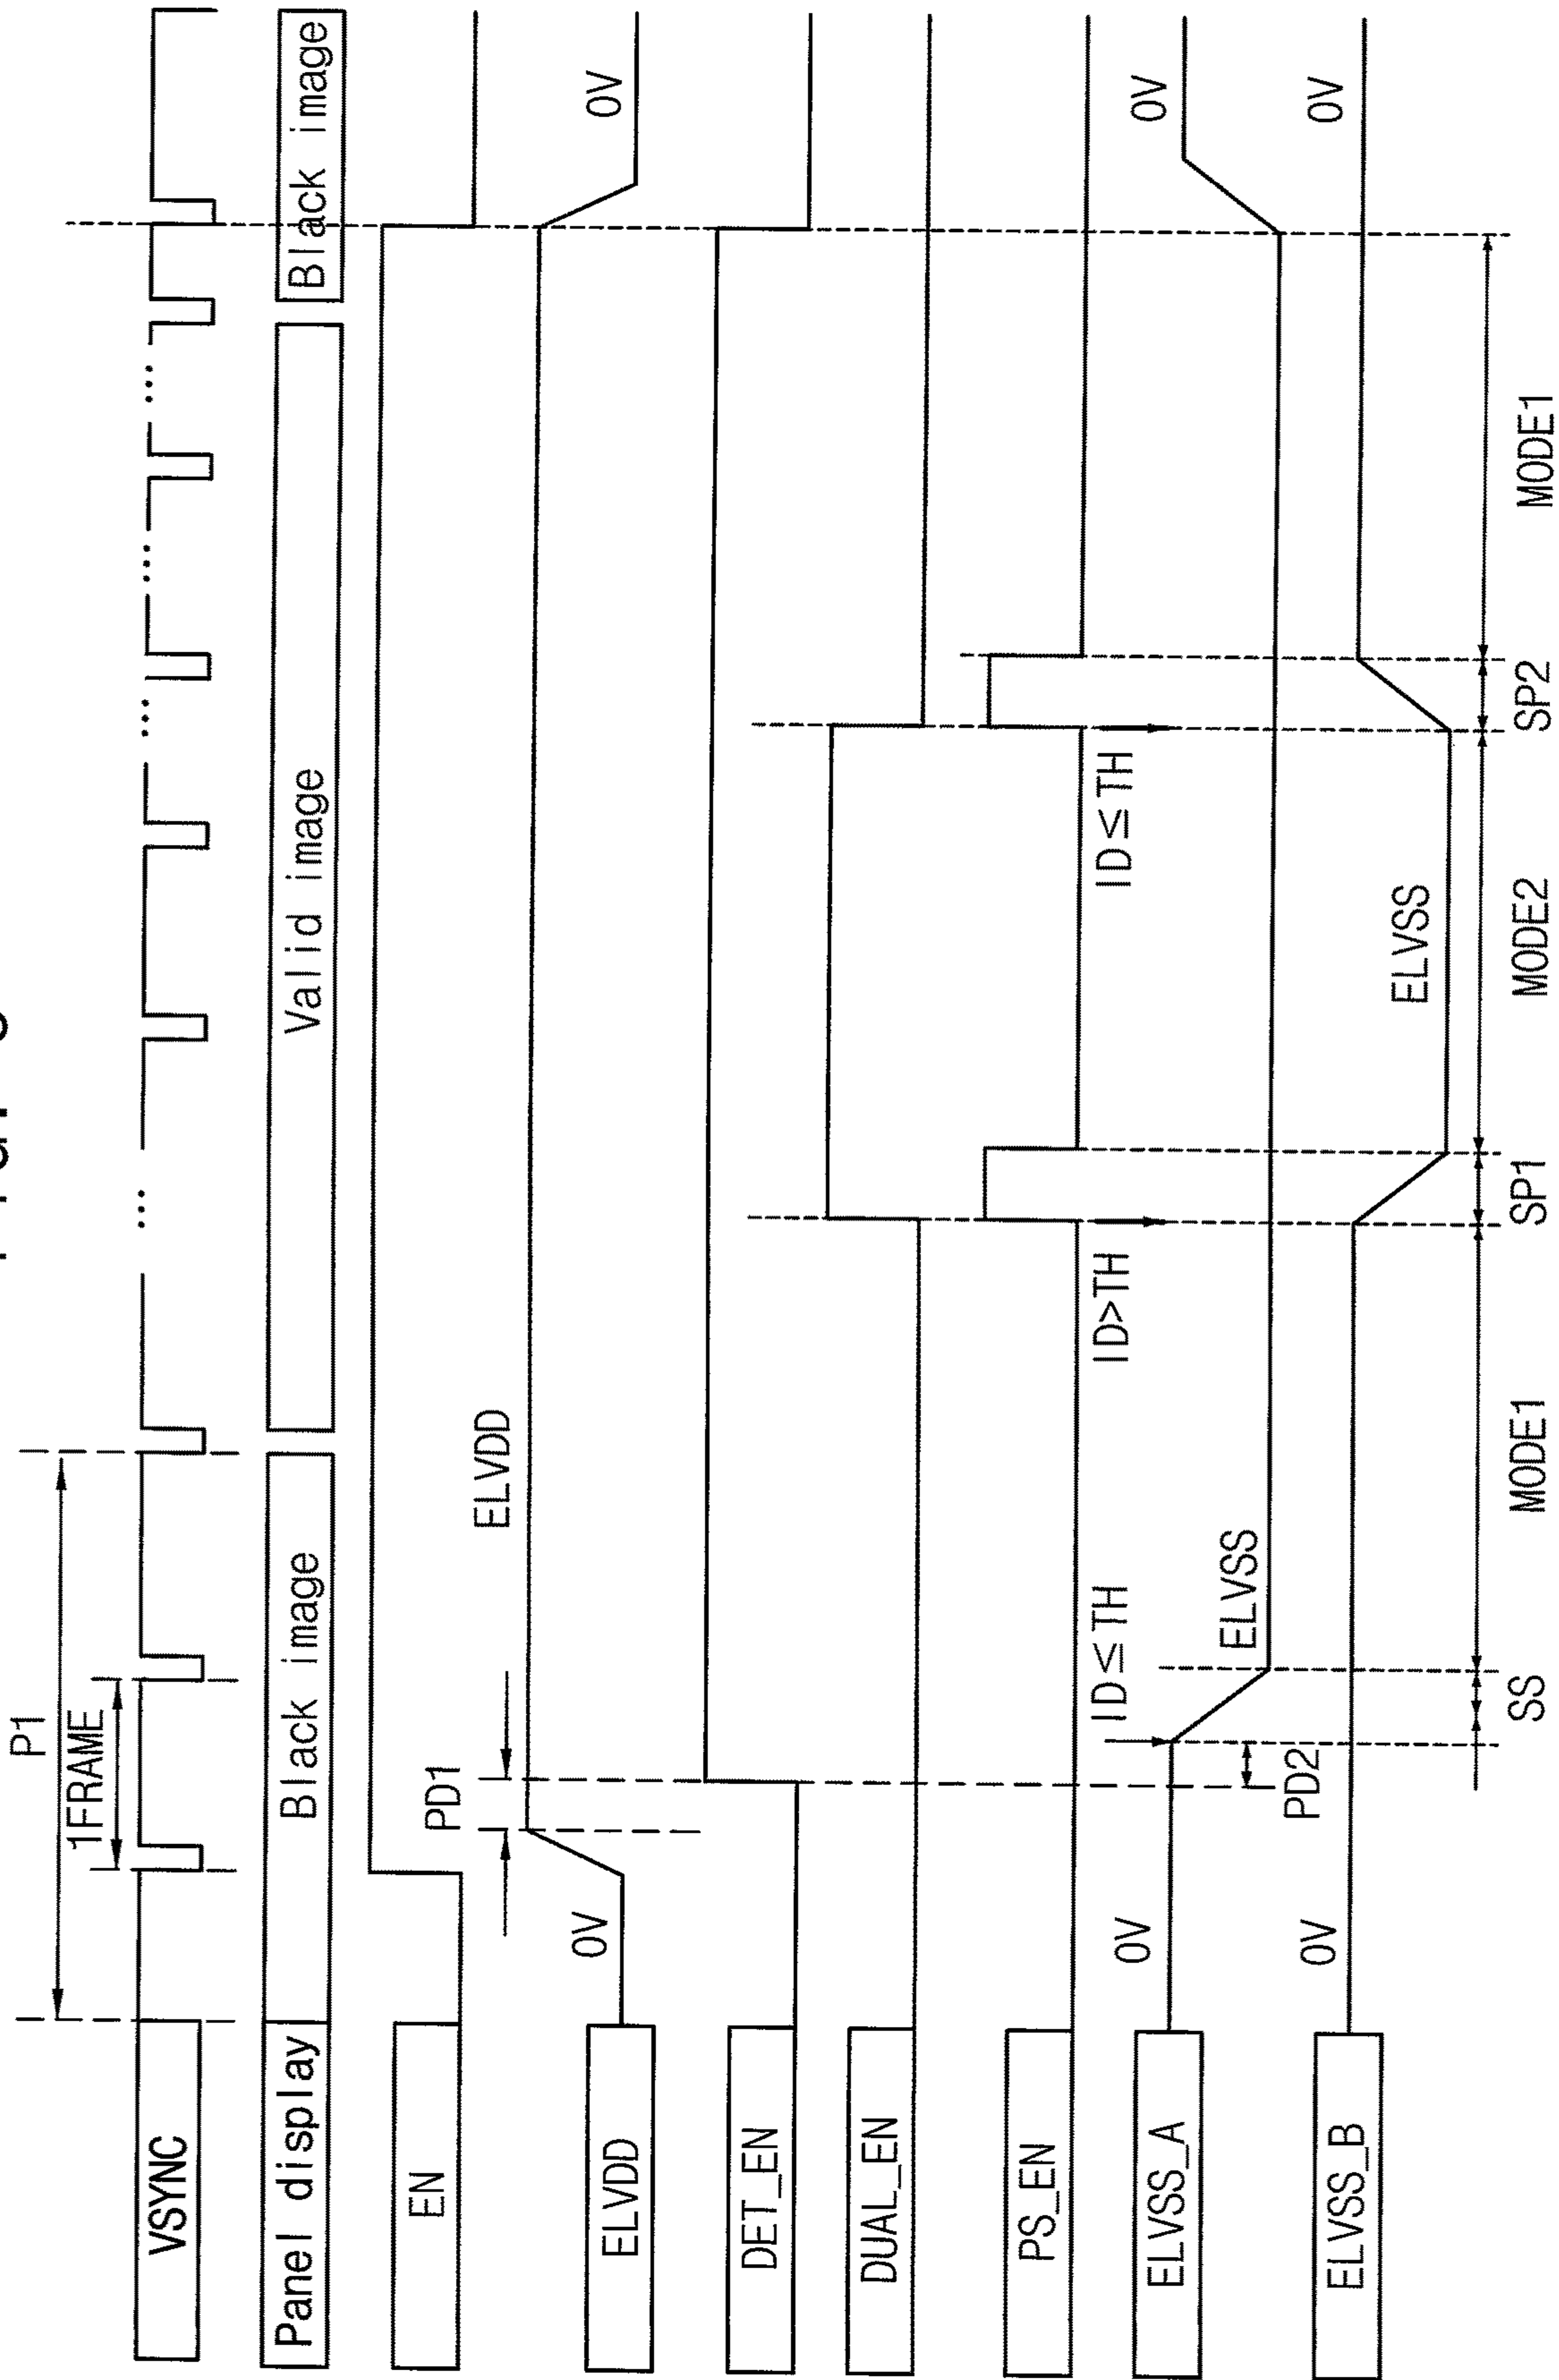 P1
1FRAME
VSYNC
...
...
...
...
Panel display
Black image
Valid image
Black image
EN
PD1
ELVDD
ELVDD
0V
0V
DET_EN
DUAL_EN
PS_EN
ID≤TH
ID>TH
ID≤TH
ELVSS_A
0V
ELVSS
0V
PD2
ELVSS_B
0V
ELVSS
0V
SS
MODE1
SP1
MODE2
SP2
MODE1